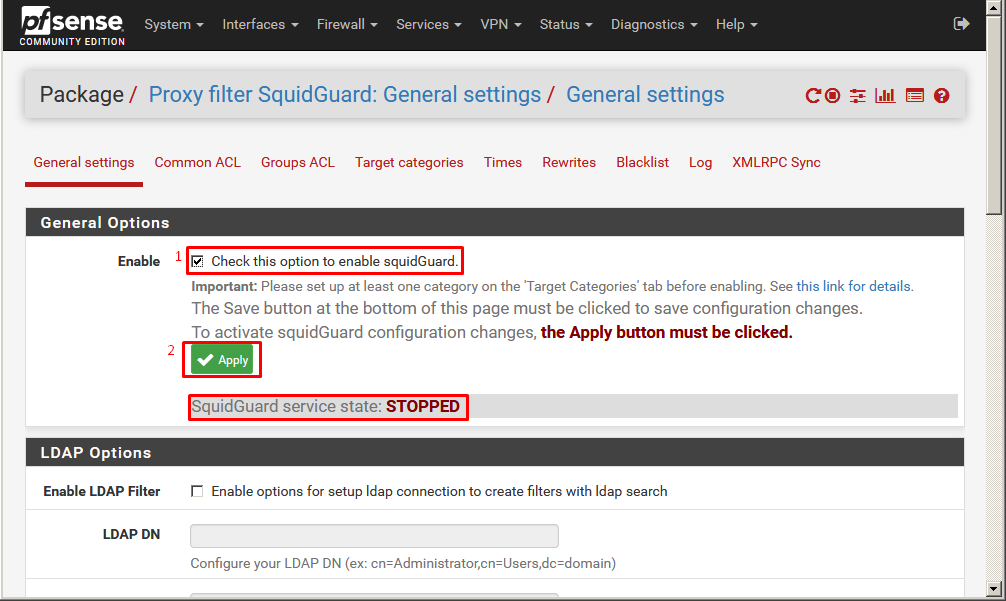 pfsense
COMMUNITY EDITION
System Interfaces Firewall Services VPN Status Diagnostics Help
Package / Proxy filter SquidGuard: General settings / General settings
General settings Common ACL Groups ACL Target categories Times Rewrites Blacklist Log XMLRPC Sync
General Options
Enable 1 Check this option to enable squidGuard.
Important: Please set up at least one category on the 'Target Categories' tab before enabling. See this link for details.
The Save button at the bottom of this page must be clicked to save configuration changes.
To activate squidGuard configuration changes, the Apply button must be clicked.
2 Apply
SquidGuard service state: STOPPED
LDAP Options
Enable LDAP Filter Enable options for setup ldap connection to create filters with ldap search
LDAP DN
Configure your LDAP DN (ex: cn=Administrator,cn=Users,dc=domain)